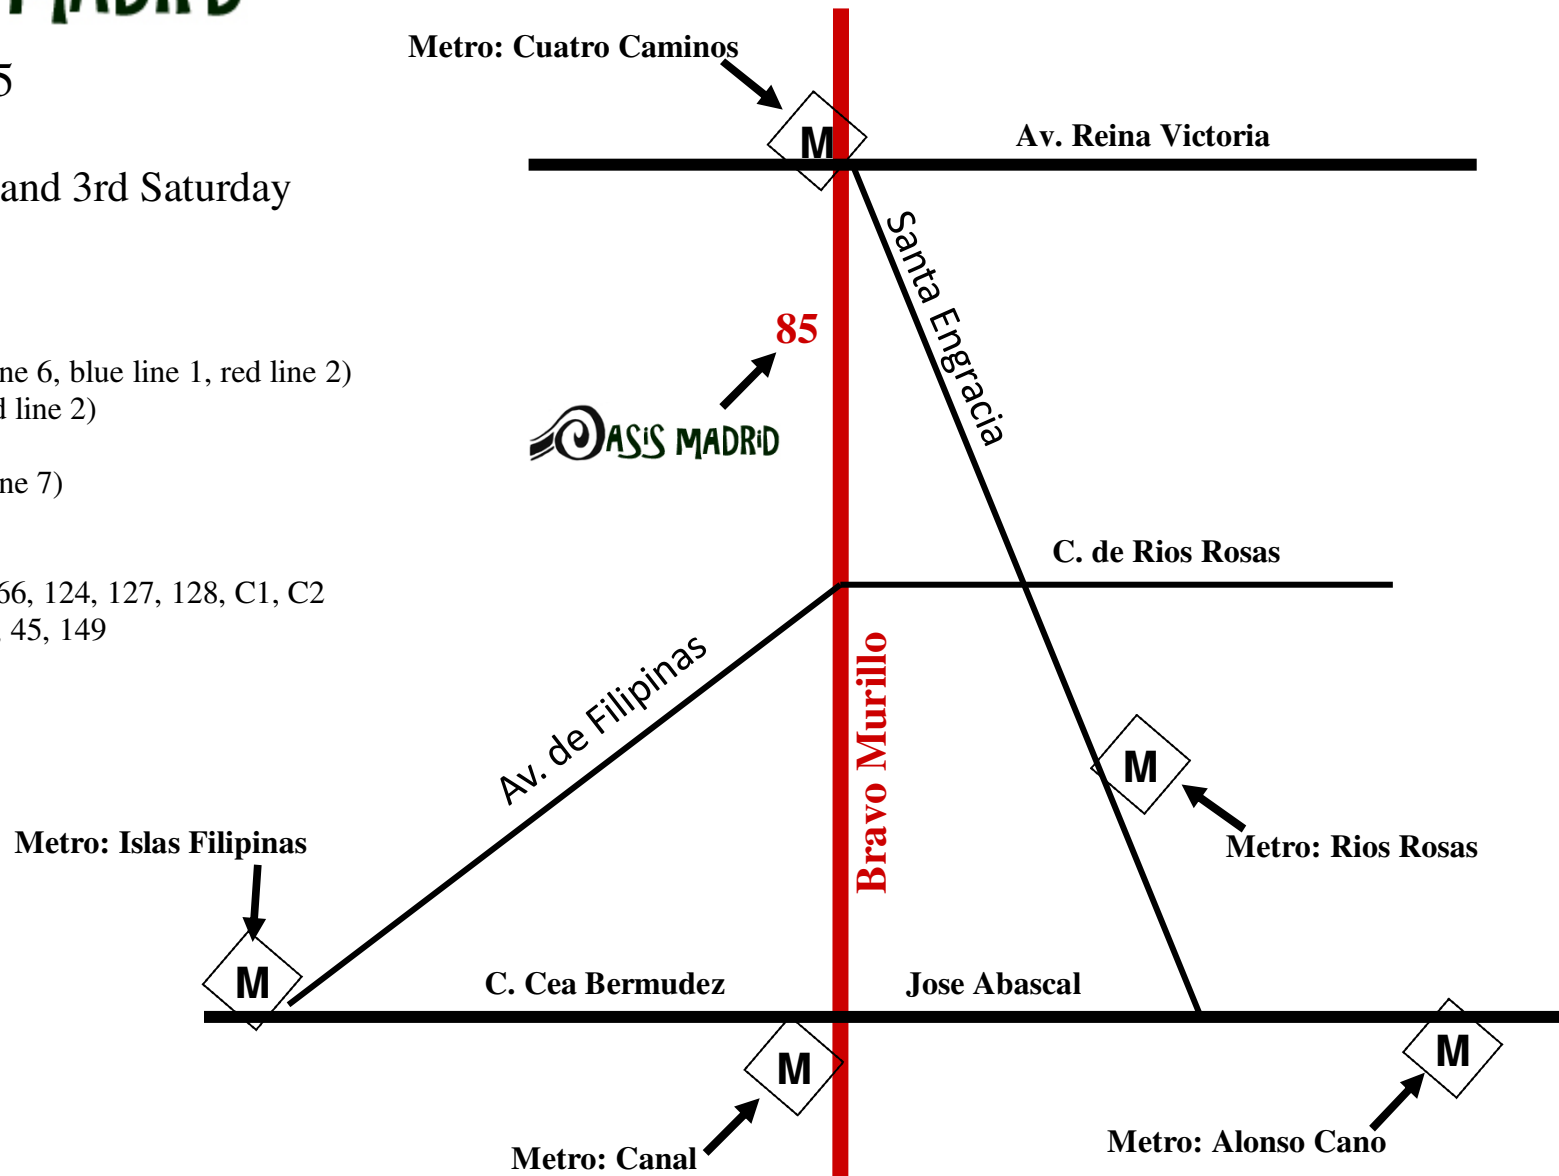 MADRiD
5
and 3rd Saturday
ne 6, blue line 1, red line 2)
d line 2)
ne 7)
66, 124, 127, 128, C1, C2
, 45, 149
Metro: Cuatro Caminos
M
Av. Reina Victoria
Santa Engracia
85
OASiS MADRiD
C. de Rios Rosas
Av. de Filipinas
Bravo Murillo
M
Metro: Rios Rosas
Metro: Islas Filipinas
M
C. Cea Bermudez
Jose Abascal
M
M
Metro: Canal
Metro: Alonso Cano